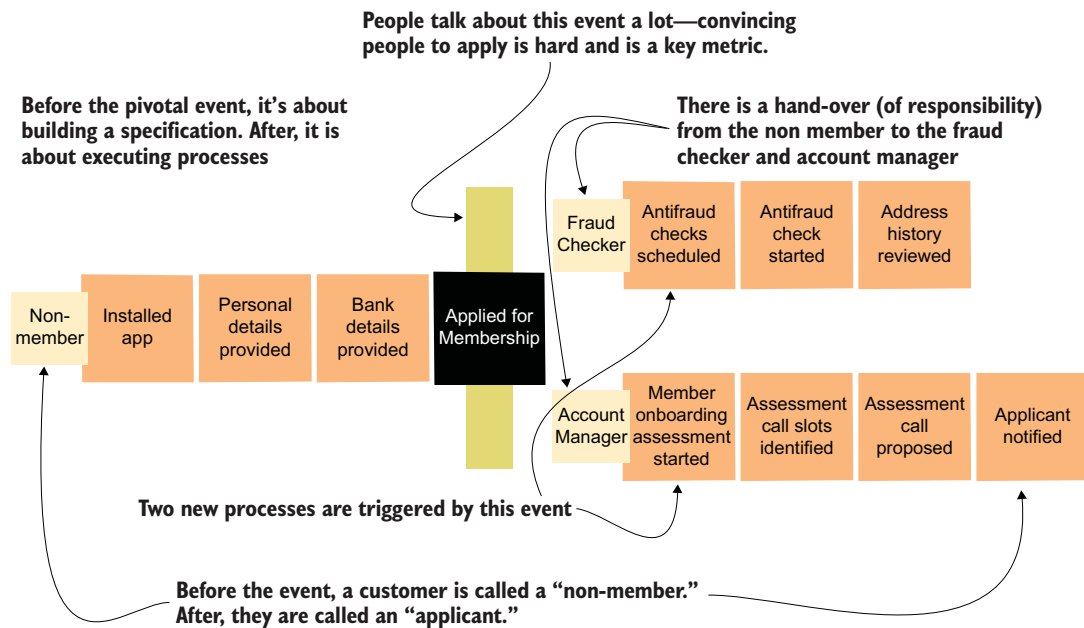 People talk about this event a lot—convincing
people to apply is hard and is a key metric.
Before the pivotal event, it's about
building a specification. After, it is
about executing processes
There is a hand-over (of responsibility)
from the non member to the fraud
checker and account manager
Fraud
Checker
Antifraud
checks
scheduled
Antifraud
check
started
Address
history
reviewed
Non-
member
Installed
app
Personal
details
provided
Bank
details
provided
Applied for
Membership
Account
Manager
Member
onboarding
assessment
started
Assessment
call slots
identified
Assessment
call
proposed
Applicant
notified
Two new processes are triggered by this event
Before the event, a customer is called a “non-member.”
After, they are called an “applicant.”